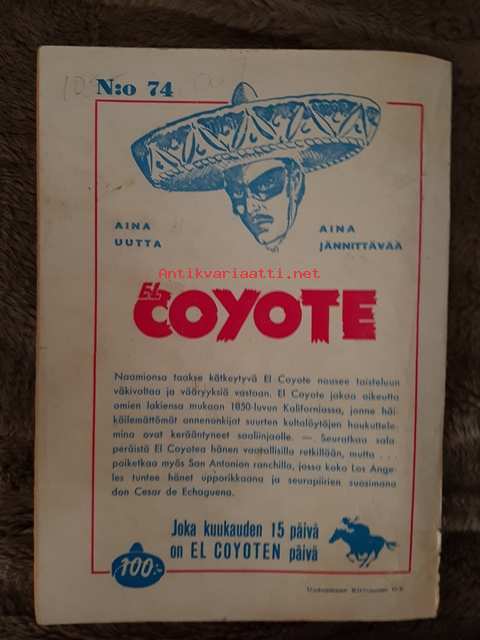 N:o 74
AINA
UUTTA
AINA
JÄNNITTÄVÄÄ
Antikvariaatti.net
EL
COYOTE
Naamionsa taakse kätkeytyvä El Coyote nousee taisteluun
väkivaltaa ja vääryyksiä vastaan. El Coyote jakaa oikeutta
omien lakiensa mukaan 1850-luvun Kaliforniassa, jonne häi-
käilemättömät onnenonkijat suurten kultalöytöjen houkuttele-
mina ovat kerääntyneet saaliinjaolle. — Seuratkaa sala
peräistä El Coyotea hänen vaarallisilla retkillään, mutta . . .
poiketkaa myös San Antonion ranchilla, jossa koko Los Ange-
les tuntee hänet upporikkaana ja seurapiirien suosimana
don Cesar de Echaguena.
Joka kuukauden 15 päivä
on EL COYOTEN päivä
100:-